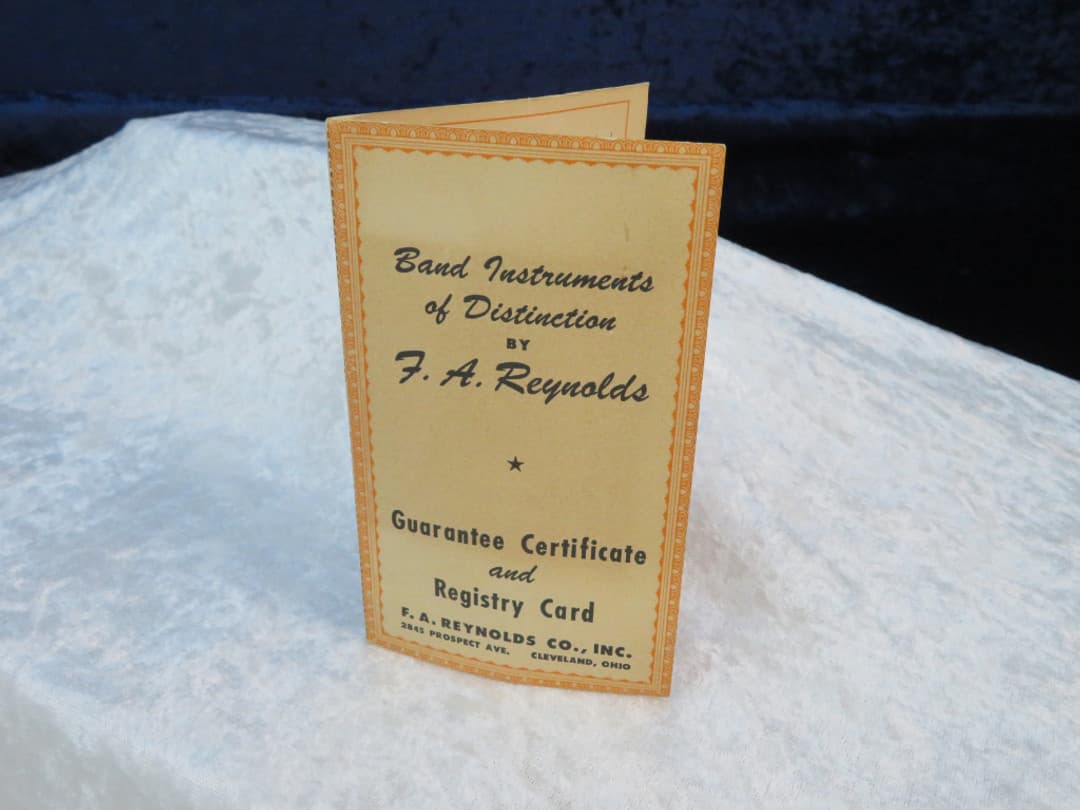 Band Instruments
of Distinction
BY
F. A. Reynolds
Guarantee Certificate
and
Registry Card
F. A. REYNOLDS CO., INC.
2845 PROSPECT AVE. CLEVELAND, OHIO